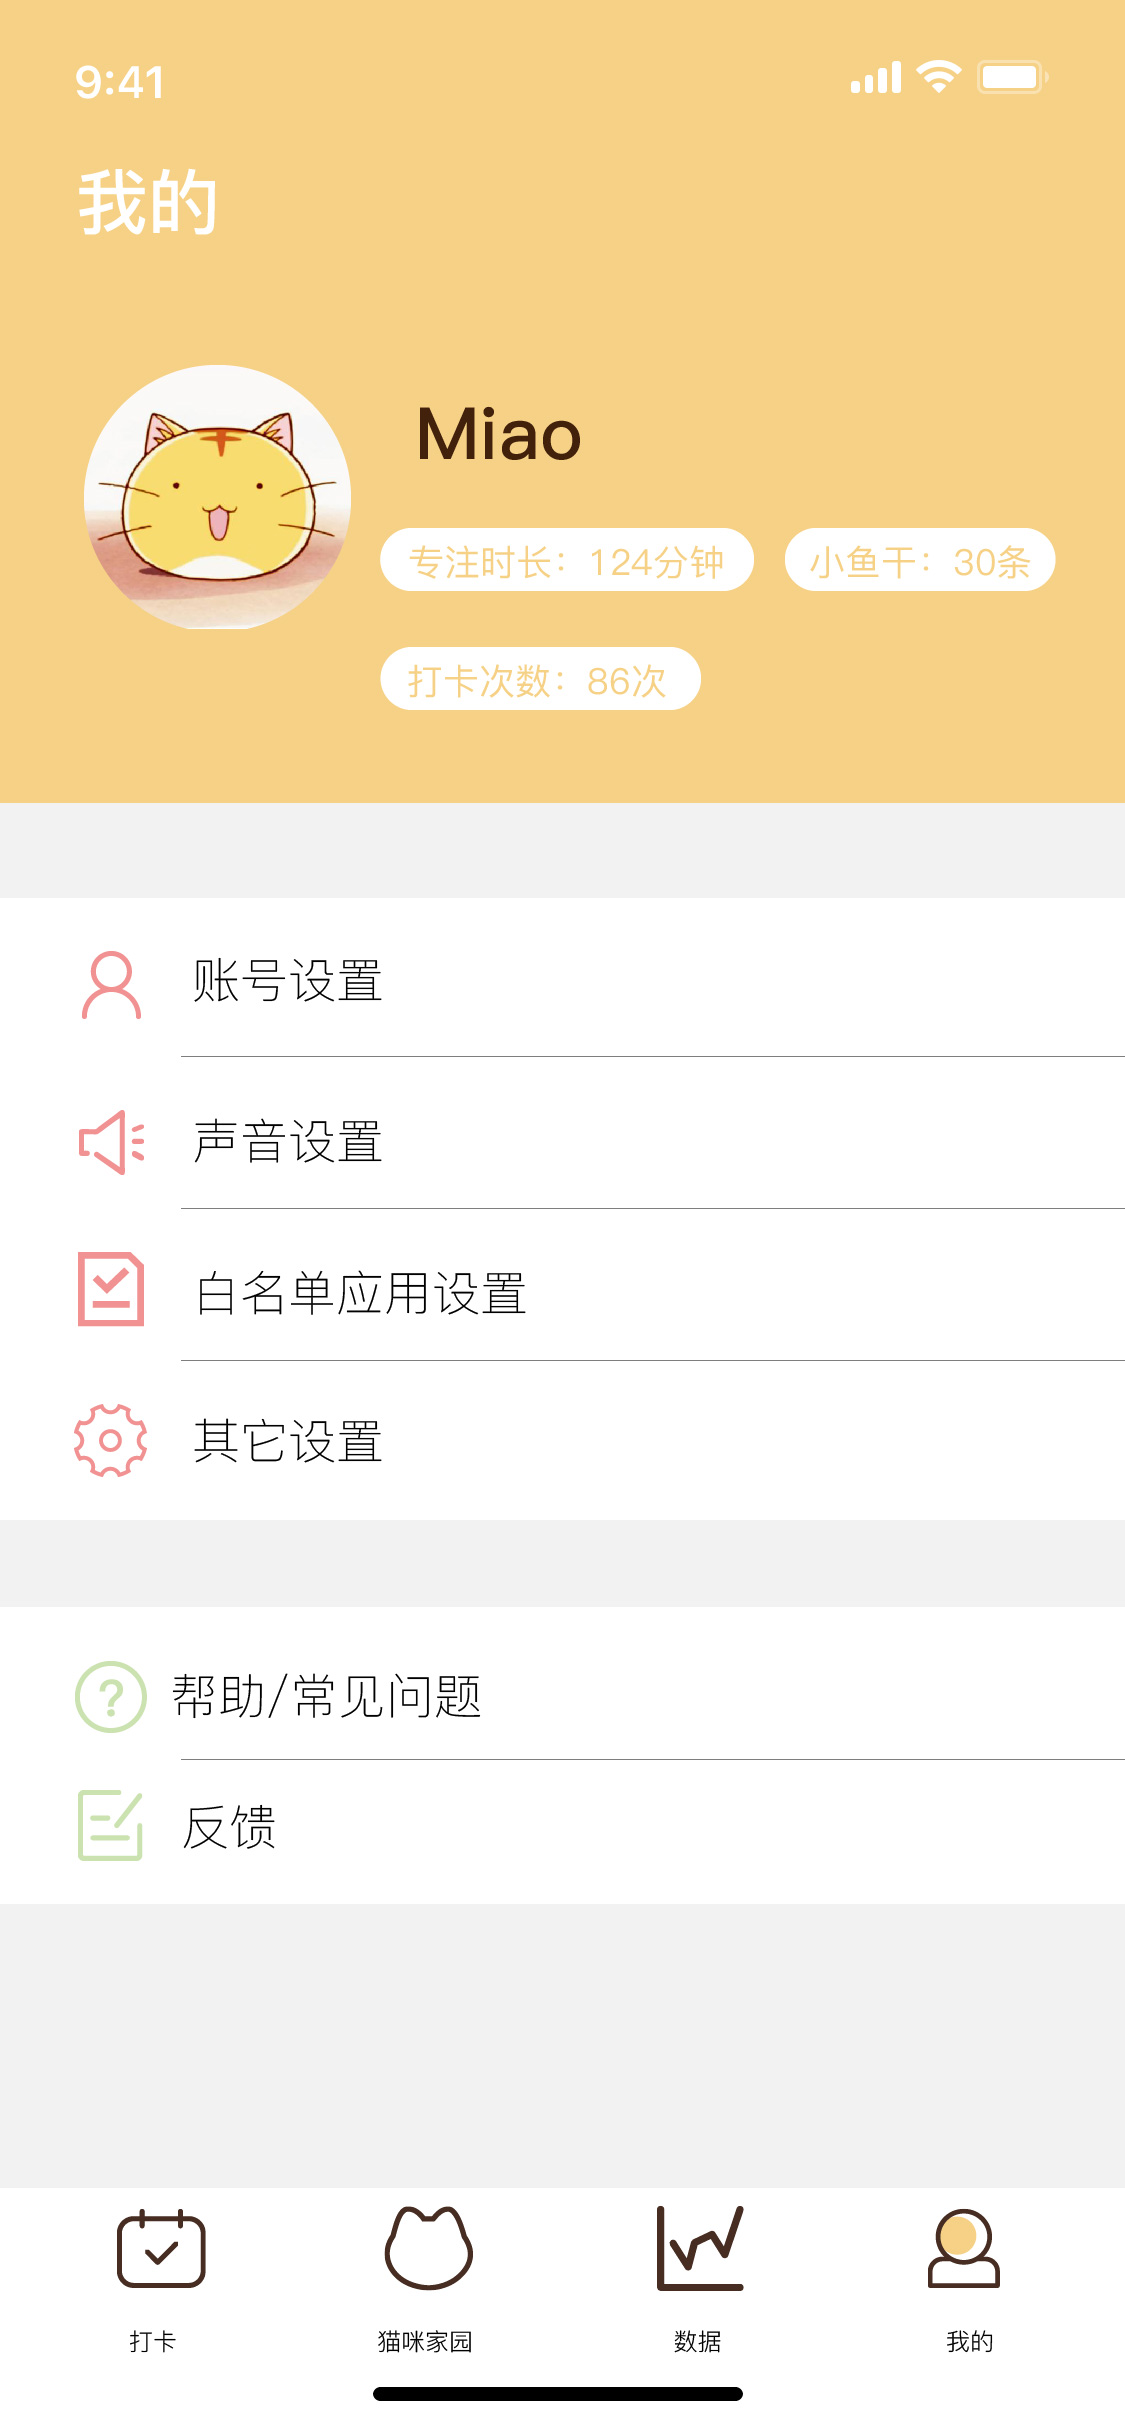 9:41
我的
Miao
专注时长：124分钟
小鱼干：30条
打卡次数：86次
账号设置
声音设置
白名单应用设置
其它设置
帮助/常见问题
反馈
打卡
猫咪家园
数据
我的